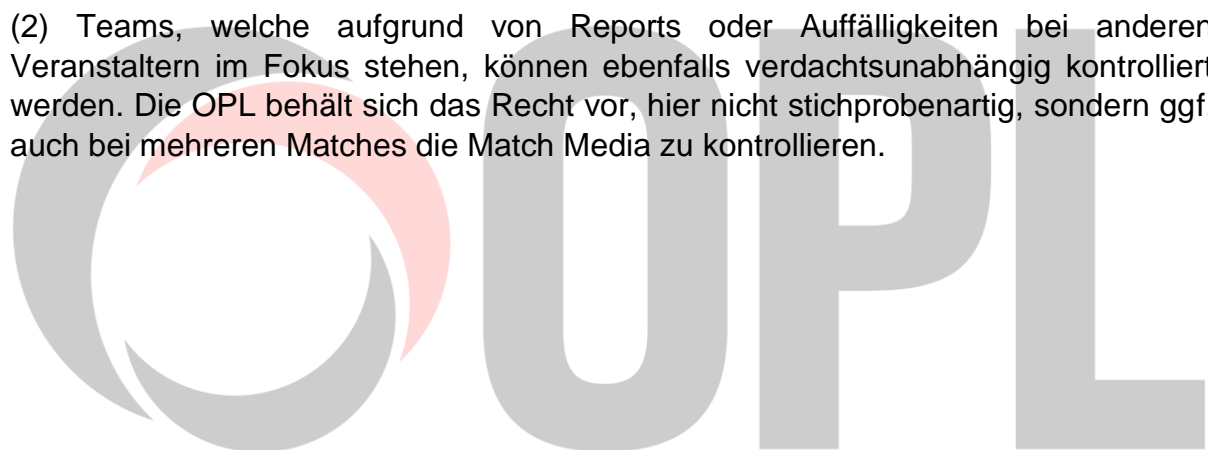 (2) Teams, welche aufgrund von Reports oder Auffälligkeiten bei anderen
Veranstaltern im Fokus stehen, können ebenfalls verdachtsunabhängig kontrolliert
werden. Die OPL behält sich das Recht vor, hier nicht stichprobenartig, sondern ggf.
auch bei mehreren Matches die Match Media zu kontrollieren.
OPL